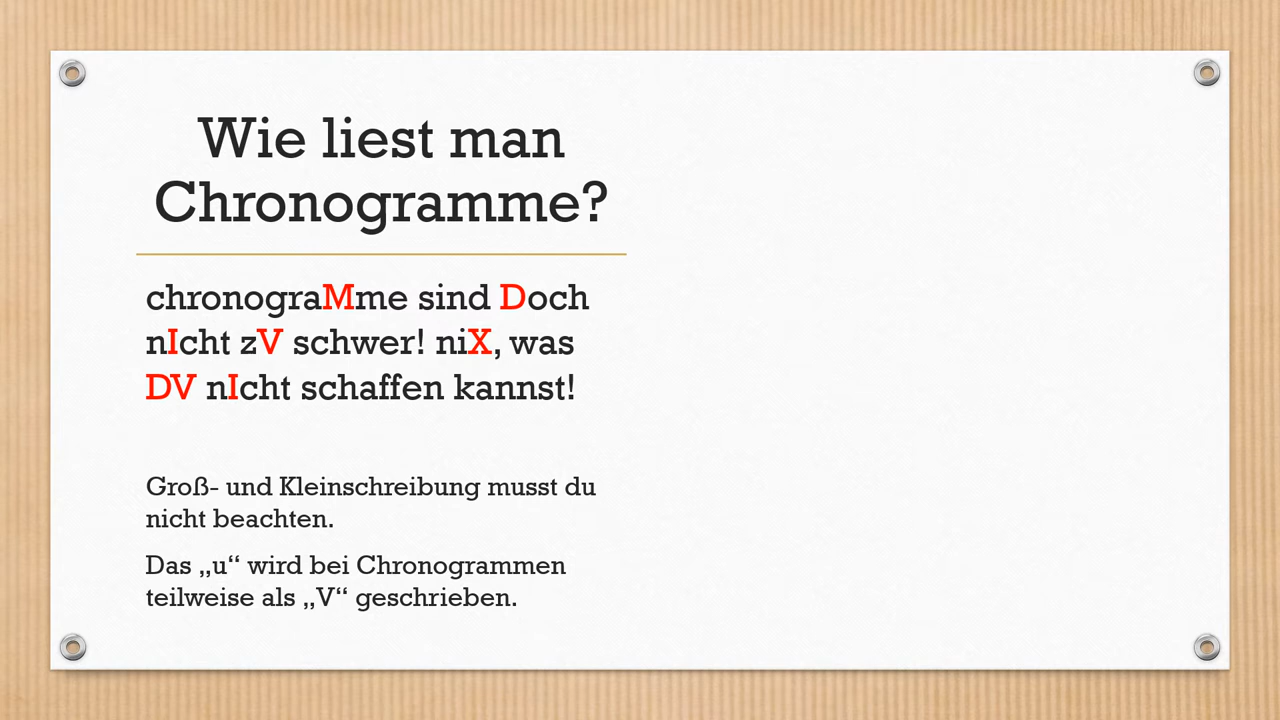 Wie liest man
Chronogramme?
chronograMme sind Doch
nIcht zV schwer! niX, was
DV nIcht schaffen kannst!
Groß- und Kleinschreibung musst du
nicht beachten.
Das „u“ wird bei Chronogrammen
teilweise als „V“ geschrieben.